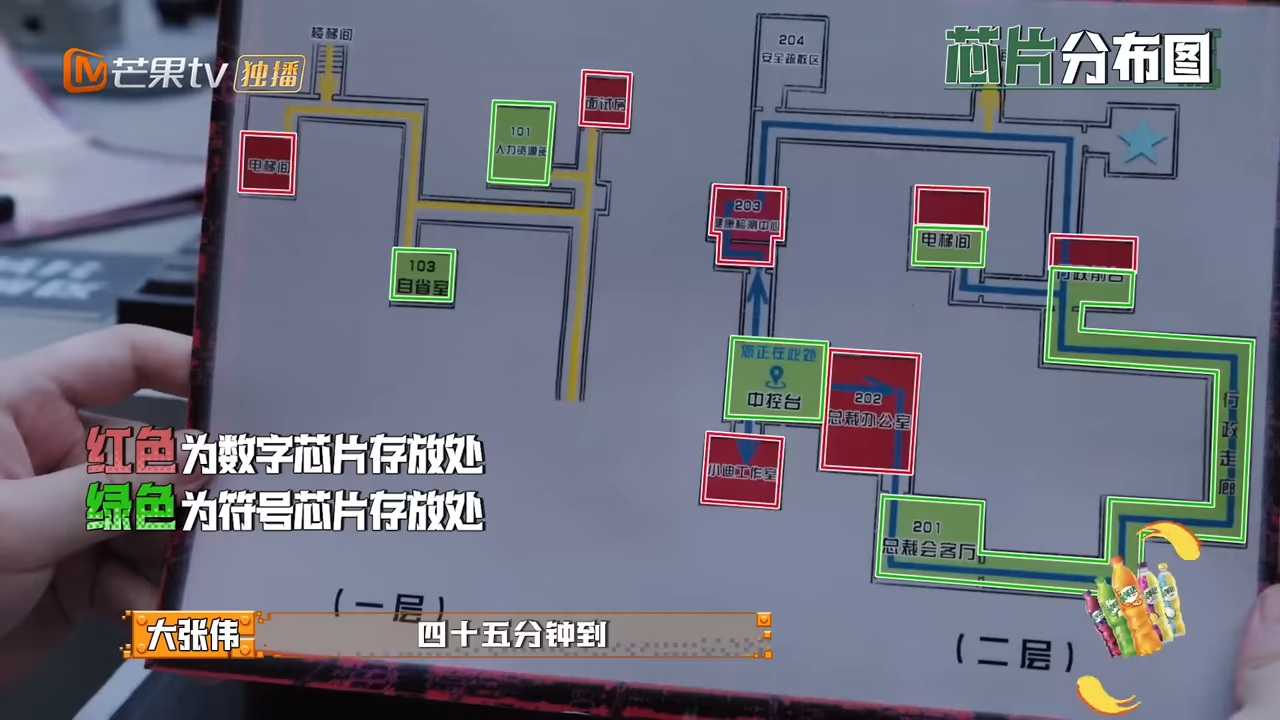 芒果tv 独播
芯片分布图
楼梯间
204
安全疏散区
面试房
101
人力资源部
电梯间
203
健康检测中心
电梯间
103
自省室
行政前台
您正在此处
中控台
202
总裁办公室
小迪工作室
行政走廊
红色为数字芯片存放处
绿色为符号芯片存放处
201
总裁会客厅
(一层)
(二层)
大张伟 四十五分钟到